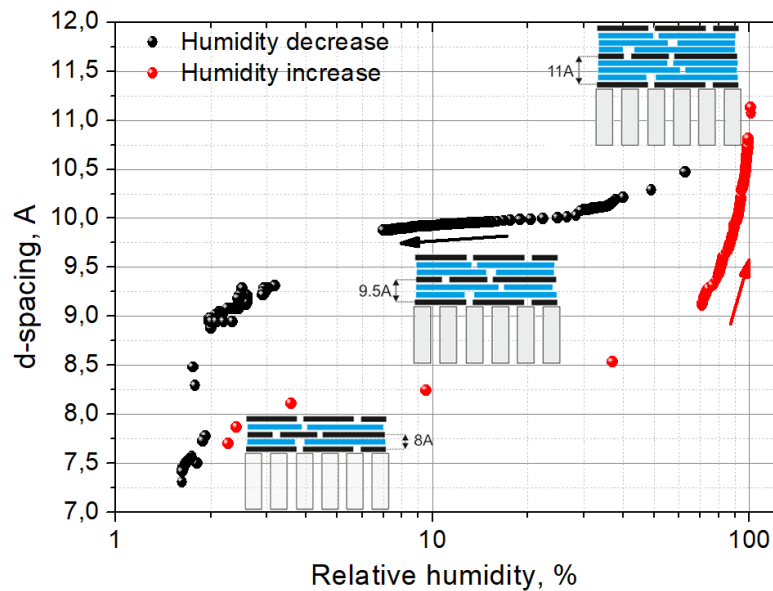 12,0
11,5
11,0
10,5
10,0
9,5
9,0
8,5
8,0
7,5
7,0
d-spacing, A
Humidity decrease
Humidity increase
11A
9.5A
8A
1
10
100
Relative humidity, %